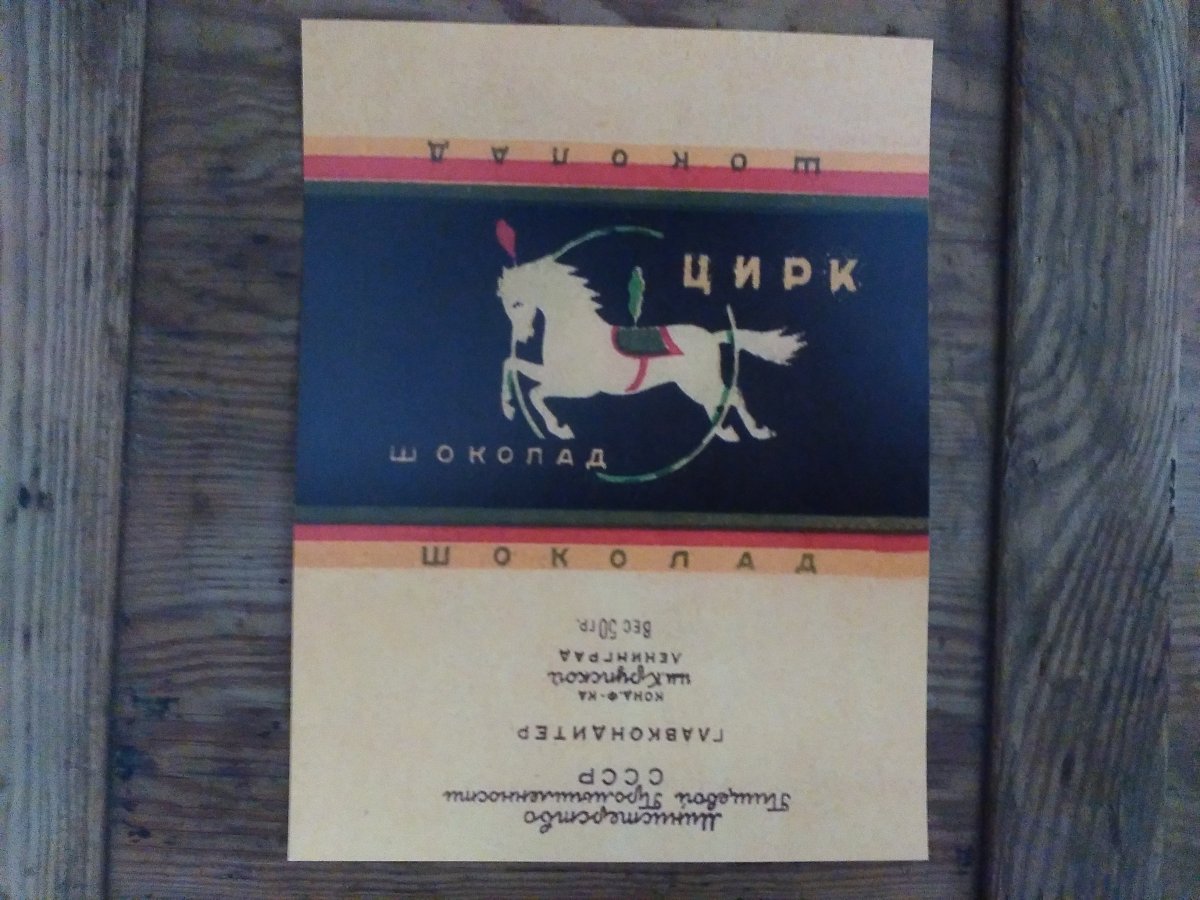 ШОКОЛАД
ЦИРК
ШОКОЛАД
ШОКОЛАД
Министерство
Пищевой Промышленности
СССР
ГЛАВКОНДИТЕР
КОНД.Ф-КА
им Крупской
ЛЕНИНГРАД
ВЕС 50 ГР.